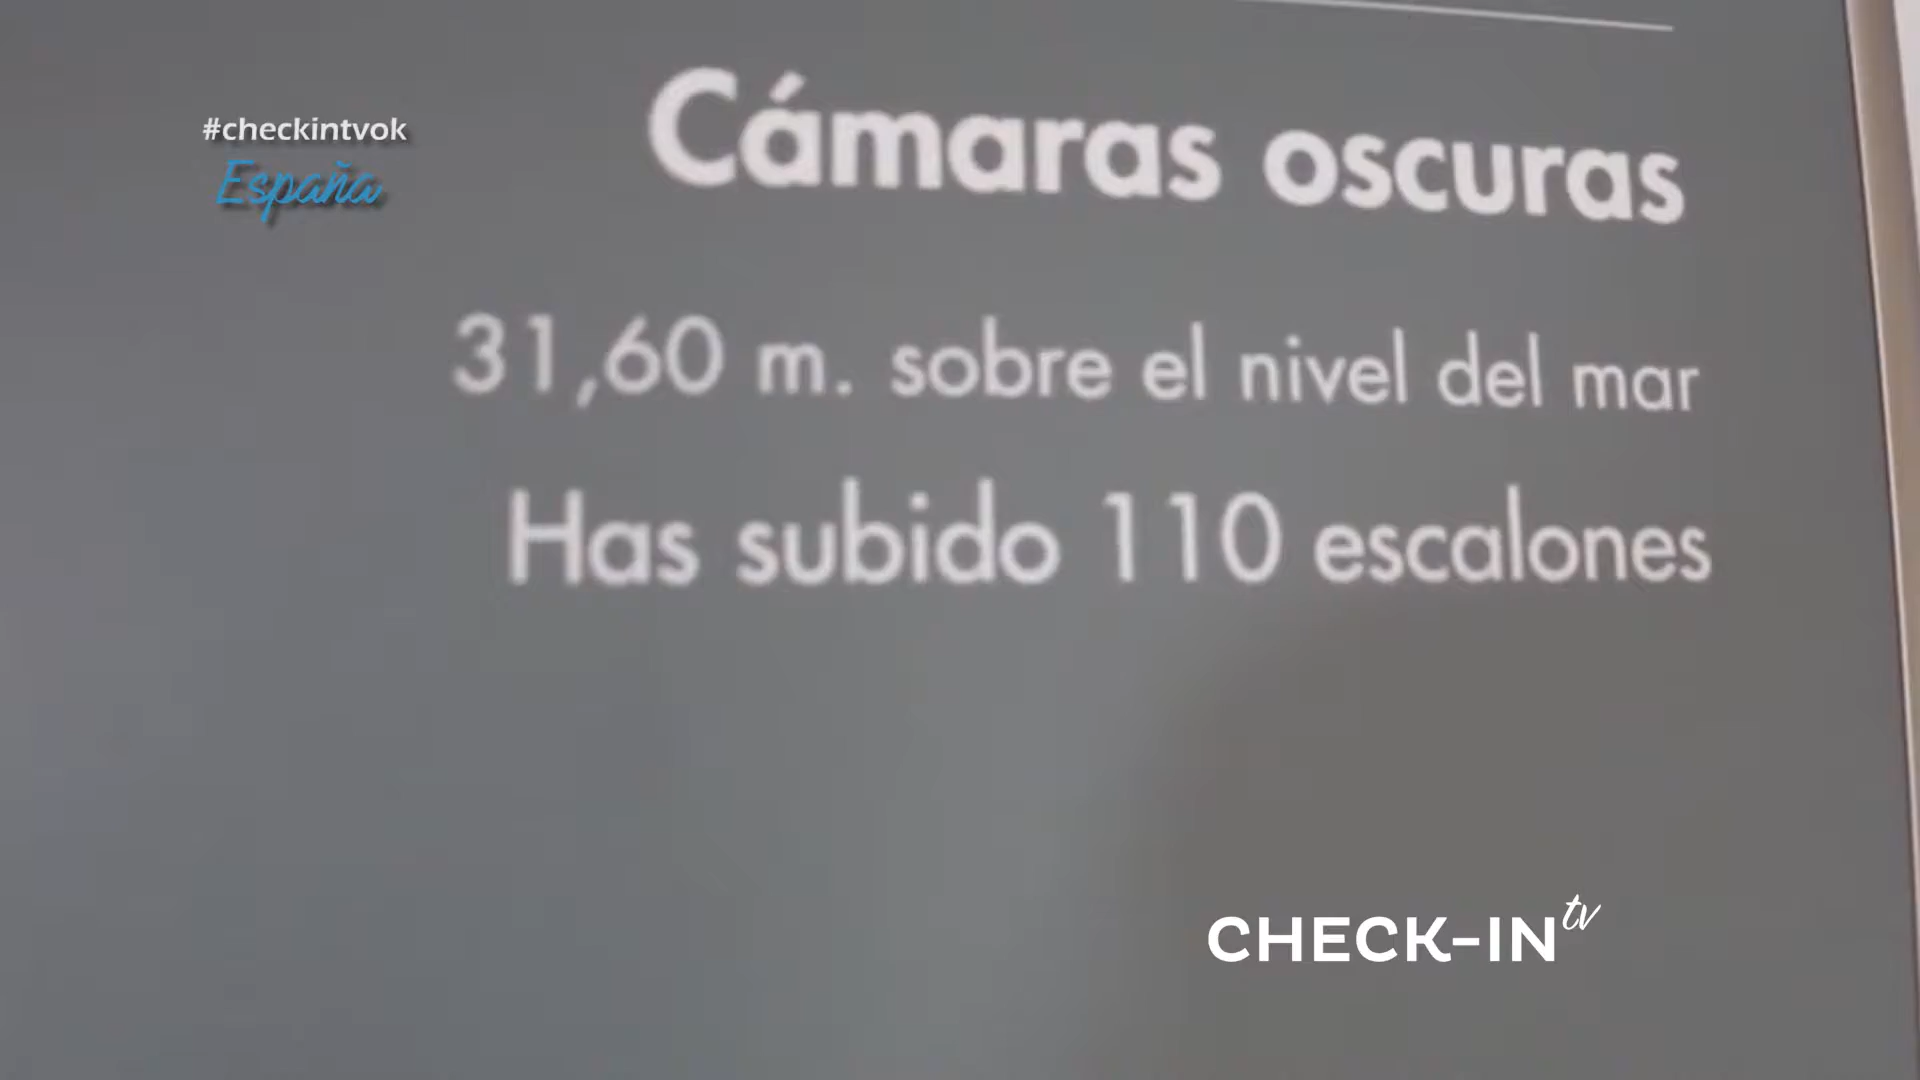 #checkintvok
España
Cámaras oscuras
31,60 m. sobre el nivel del mar
Has subido 110 escalones
CHECK-IN tv